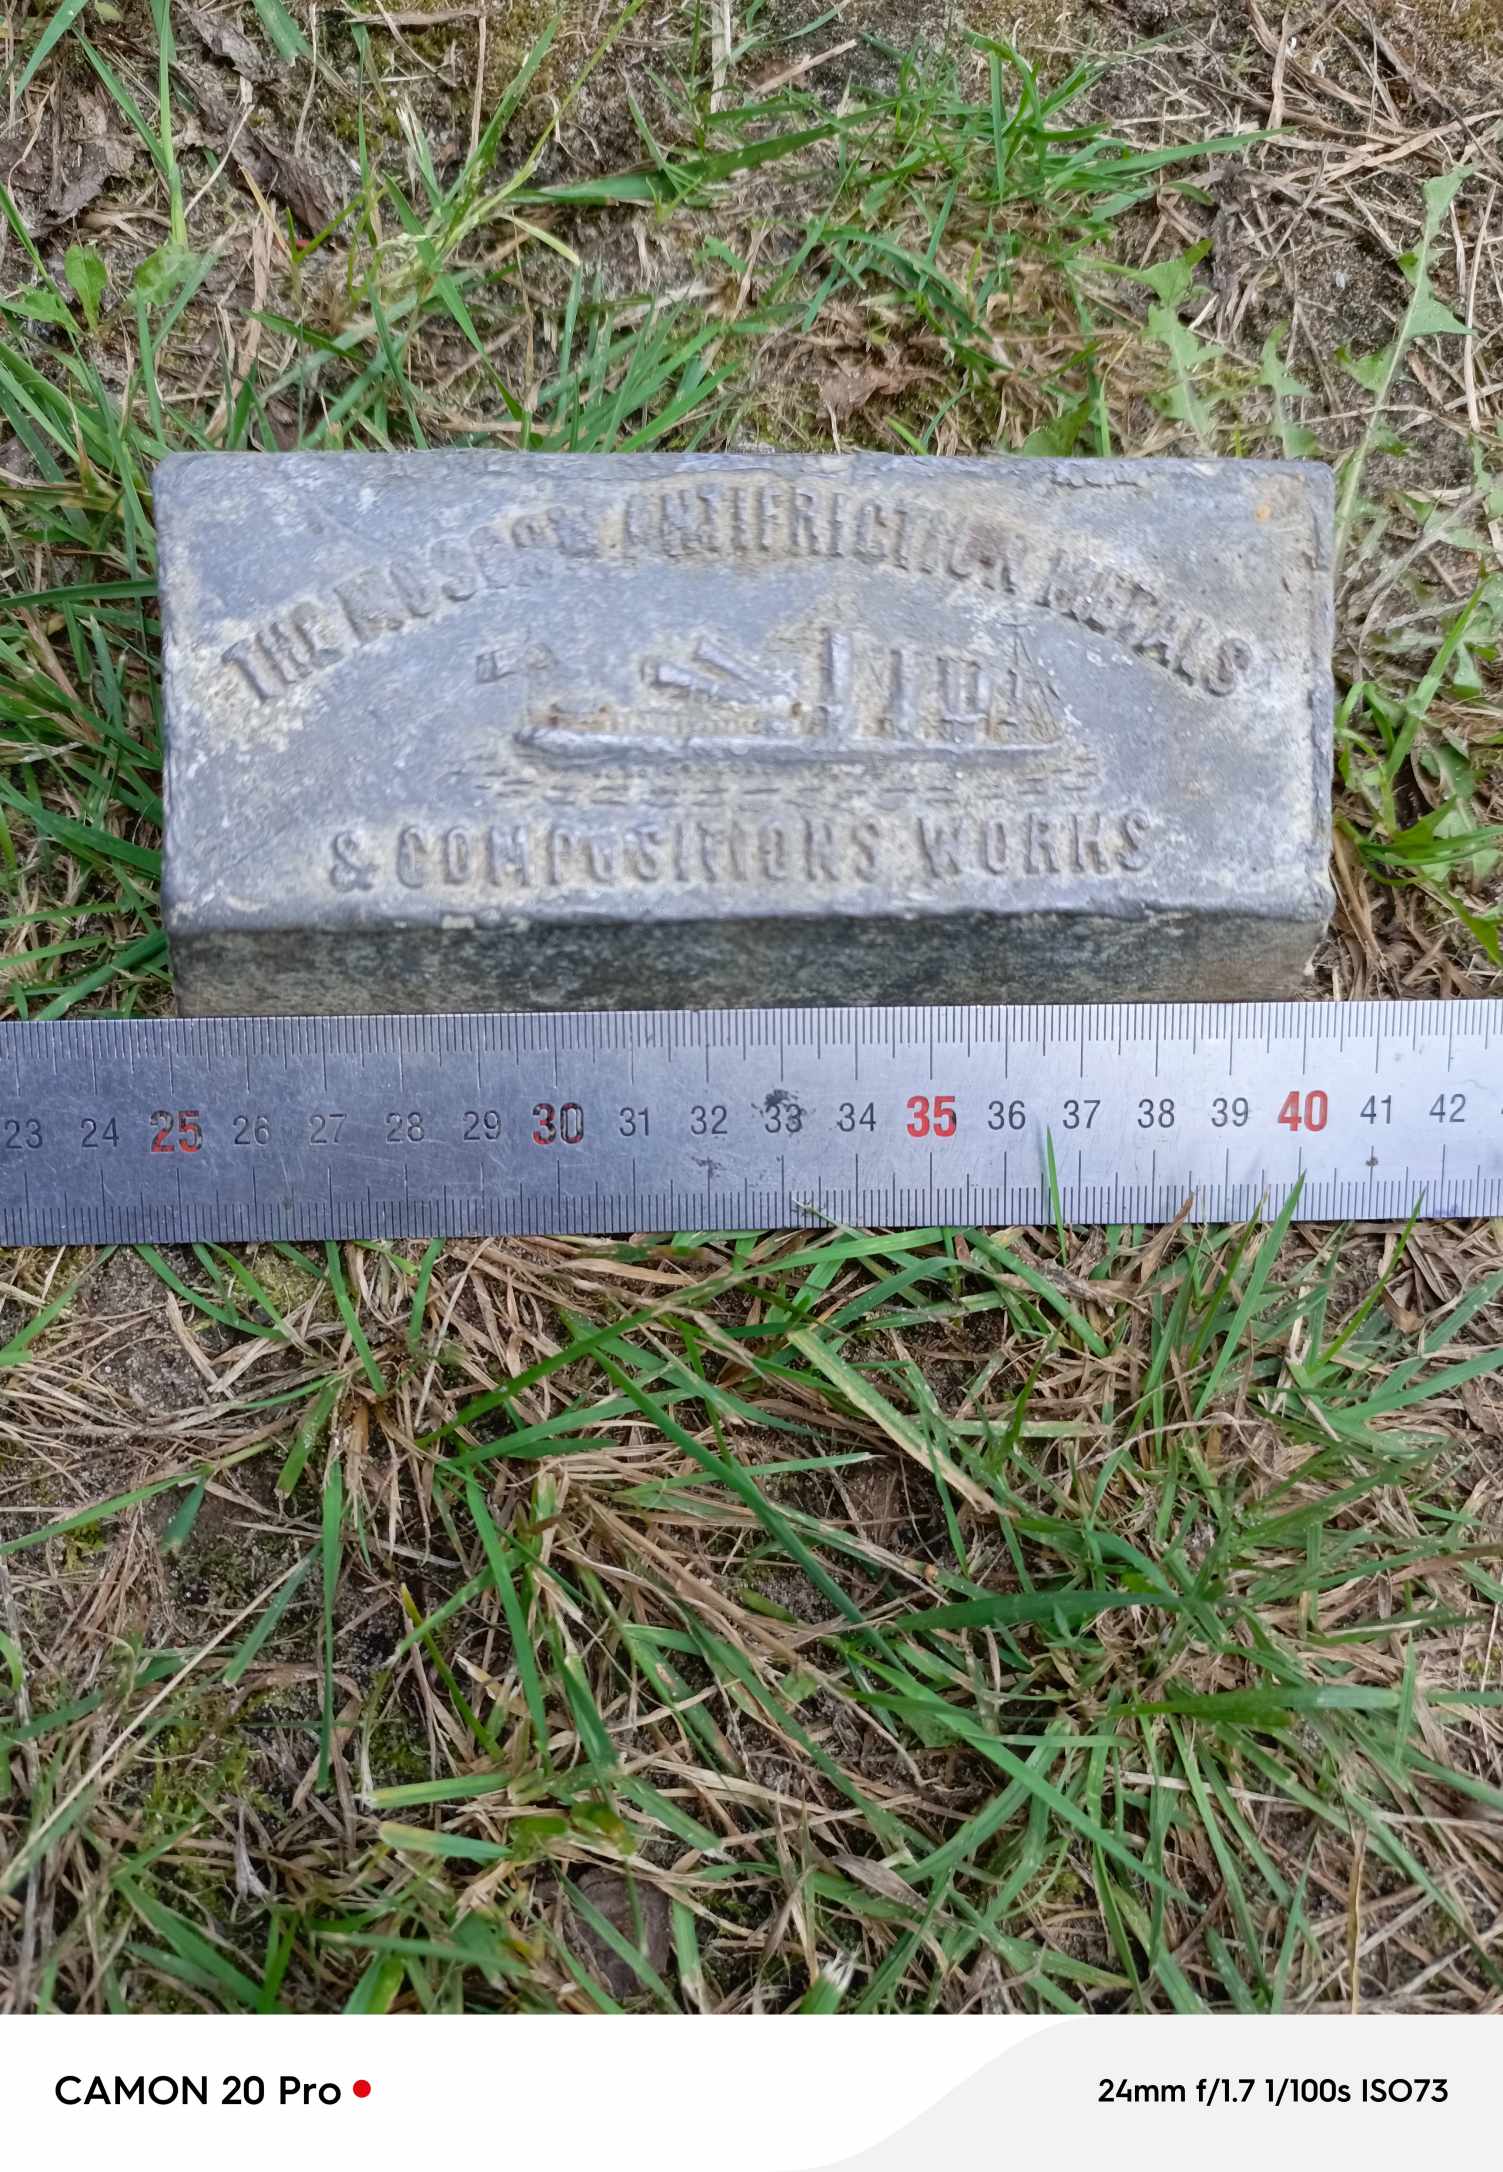 THE MOSCOW ANTIFRICTION METALS
& COMPOSITIONS WORKS
23 24 25 26 27 28 29 30 31 32 33 34 35 36 37 38 39 40 41 42
CAMON 20 Pro
24mm f/1.7 1/100s ISO73